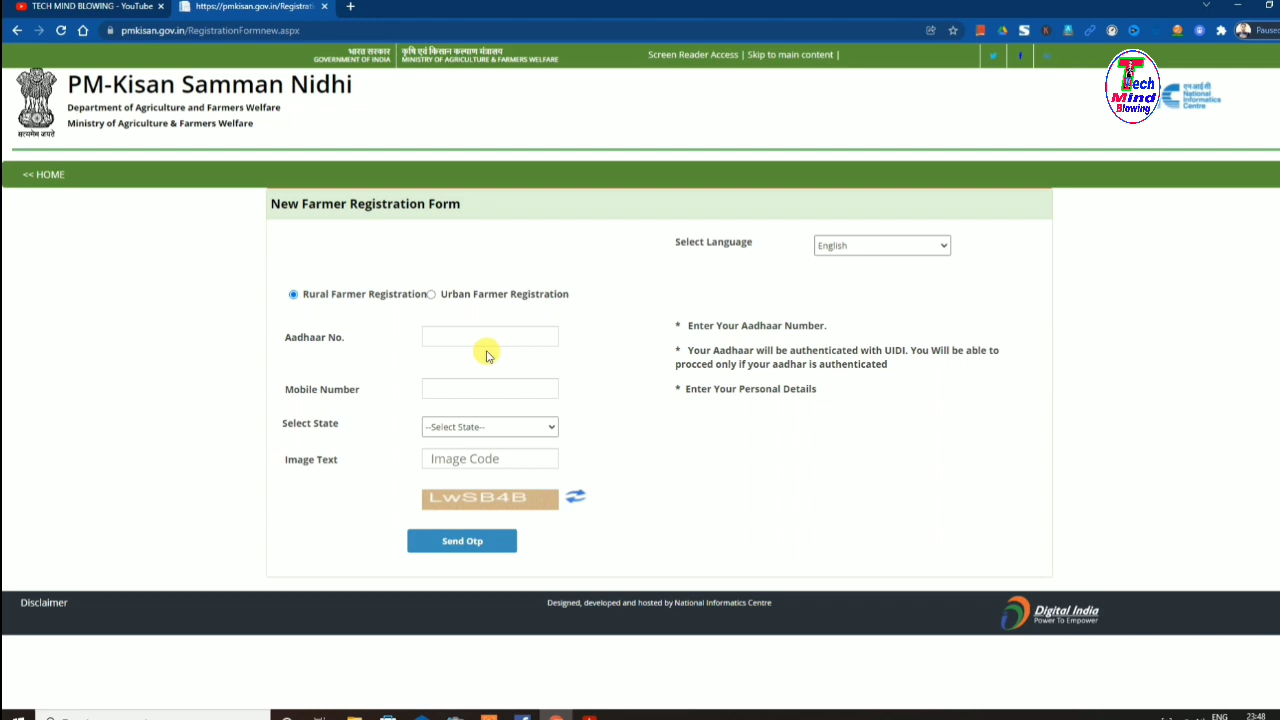 TECH MIND BLOWING - YouTube
https://pmkisan.gov.in/Registrati
pmkisan.gov.in/RegistrationFormnew.aspx
Paused
भारत सरकार
GOVERNMENT OF INDIA
कृषि एवं किसान कल्याण मंत्रालय
MINISTRY OF AGRICULTURE & FARMERS WELFARE
Screen Reader Access | Skip to main content |
सत्यमेव जयते
PM-Kisan Samman Nidhi
Department of Agriculture and Farmers Welfare
Ministry of Agriculture & Farmers Welfare
Tech
Mind
Blowing
एन.आई.सी
National
Informatics
Centre
<< HOME
New Farmer Registration Form
Select Language
English
Rural Farmer Registration
Urban Farmer Registration
Aadhaar No.
Mobile Number
Select State
--Select State--
Image Text
Image Code
LwSB4B
Send Otp
* Enter Your Aadhaar Number.
* Your Aadhaar will be authenticated with UIDI. You Will be able to
procced only if your aadhar is authenticated
* Enter Your Personal Details
Disclaimer
Designed, developed and hosted by National Informatics Centre
Digital India
Power To Empower
ENG
23:48